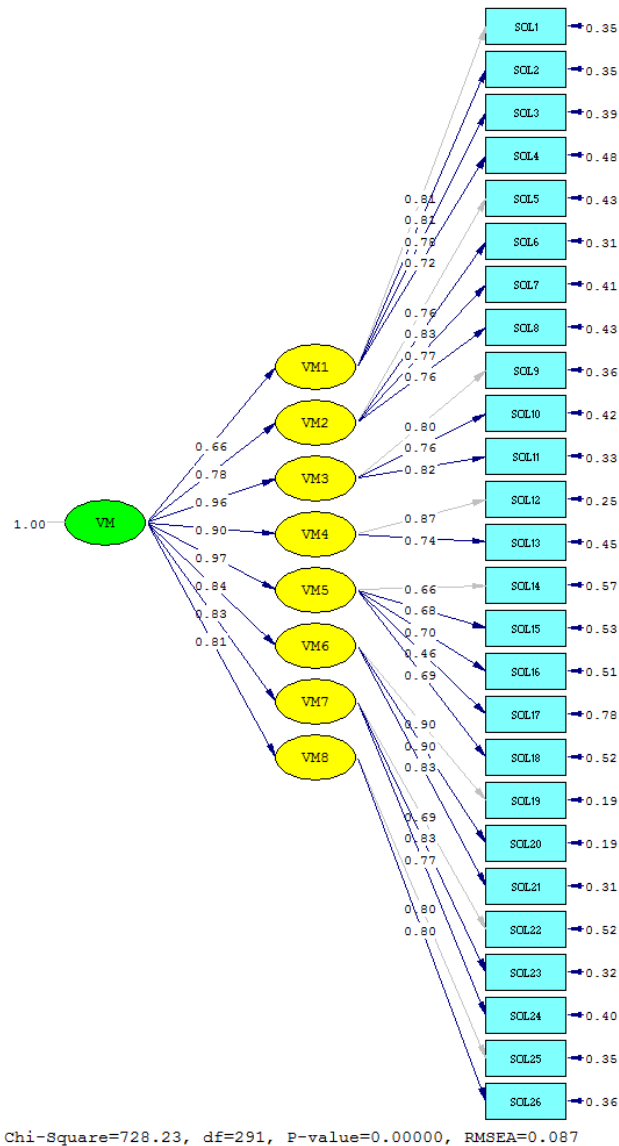 SOL1 0.35
SOL2 0.35
SOL3 0.39
SOL4 0.48
0.81
SOL5 0.43
0.81
SOL6 0.31
0.78
0.72
SOL7 0.41
0.76
SOL8 0.43
0.83
0.77
VM1
SOL9 0.36
0.76
SOL10 0.42
VM2
0.80
0.66
0.76
SOL11 0.33
0.78
0.82
VM3
SOL12 0.25
0.96
0.87
1.00 VM
0.90
VM4
0.74
SOL13 0.45
0.97
SOL14 0.57
0.84
VM5
0.66
0.83
0.68
SOL15 0.53
0.81
0.70
VM6
0.46
SOL16 0.51
0.69
VM7
0.90
SOL17 0.78
0.90
VM8
0.83
SOL18 0.52
SOL19 0.19
0.69
0.83
SOL20 0.19
0.77
SOL21 0.31
0.80
SOL22 0.52
0.80
SOL23 0.32
SOL24 0.40
SOL25 0.35
SOL26 0.36
Chi-Square=728.23, df=291, P-value=0.00000, RMSEA=0.087